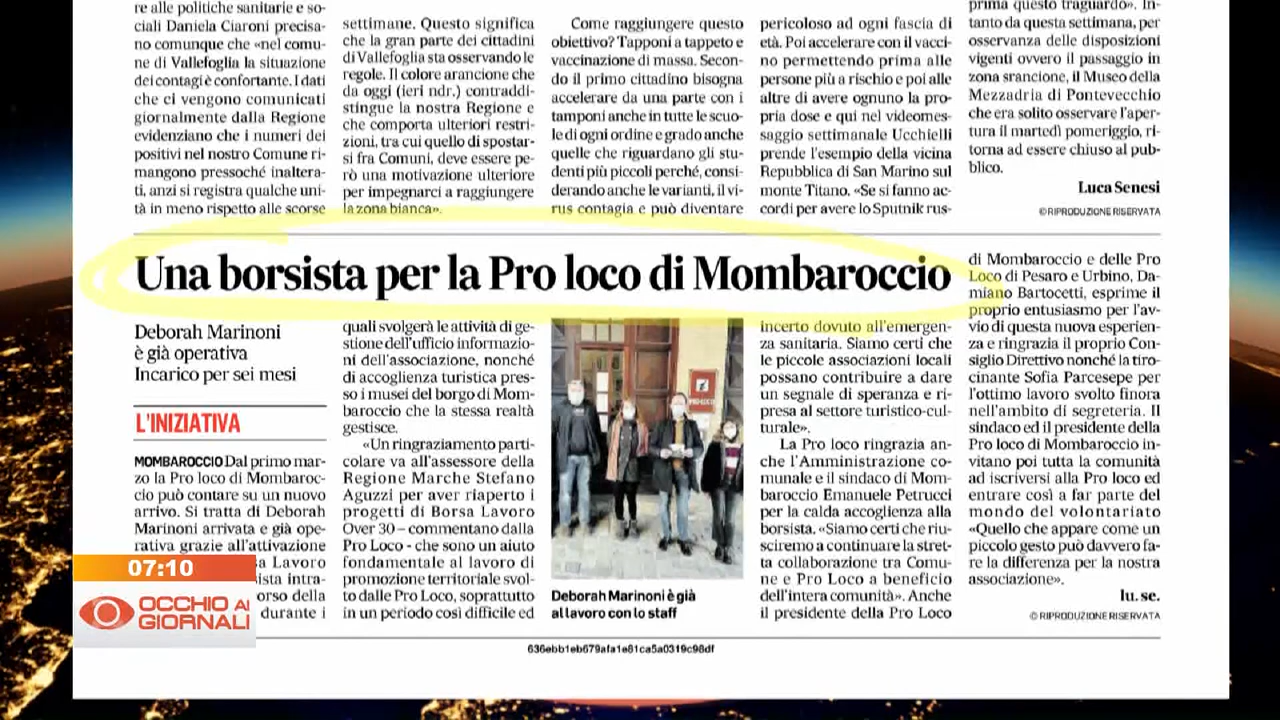 re alle politiche sanitarie e so-
ciali Daniela Ciaroni precisa-
no comunque che «nel comu-
ne di Vallefoglia la situazione
dei contagi è confortante. I dati
che ci vengono comunicati
giornalmente dalla Regione
evidenziano che i numeri dei
positivi nel nostro Comune ri-
mangono pressoché inaltera-
ti, anzi si registra qualche uni-
tà in meno rispetto alle scorse
settimane. Questo significa
che la gran parte dei cittadini
di Vallefoglia sta osservando le
regole. Il colore arancione che
da oggi (ieri ndr.) contraddi-
stingue la nostra Regione e
che comporta ulteriori restri-
zioni, tra cui quello di spostar-
si fra Comuni, deve essere pe-
rò una motivazione ulteriore
per impegnarci a raggiungere
la zona bianca».
Come raggiungere questo
obiettivo? Tapponi a tappeto e
vaccinazione di massa. Secon-
do il primo cittadino bisogna
accelerare da una parte con i
tamponi anche in tutte le scuo-
le di ogni ordine e grado anche
quelle che riguardano gli stu-
denti più piccoli perché, consi-
derando anche le varianti, il vi-
rus contagia e può diventare
pericoloso ad ogni fascia di
età. Poi accelerare con il vacci-
no permettendo prima alle
persone più a rischio e poi alle
altre di avere ognuno la pro-
pria dose e qui nel videomes-
saggio settimanale Ucchielli
prende l'esempio della vicina
Repubblica di San Marino sul
monte Titano. «Se si fanno ac-
cordi per avere lo Sputnik rus-
prima questo traguardo». In-
tanto da questa settimana, per
osservanza delle disposizioni
vigenti ovvero il passaggio in
zona srancione, il Museo della
Mezzadria di Pontevecchio
che era solito osservare l'aper-
tura il martedì pomeriggio, ri-
torna ad essere chiuso al pub-
blico.
Luca Senesi
© RIPRODUZIONE RISERVATA
Una borsista per la Pro loco di Mombaroccio
Deborah Marinoni
è già operativa
Incarico per sei mesi
L'INIZIATIVA
MOMBAROCCIO Dal primo mar-
zo la Pro loco di Mombaroc-
cio può contare su un nuovo
arrivo. Si tratta di Deborah
Marinoni arrivata e già ope-
rativa grazie all'attivazione
a Lavoro
ista intra-
orso della
durante i
quali svolgerà le attività di ge-
stione dell'ufficio informazio-
ni dell'associazione, nonché
di accoglienza turistica pres-
so i musei del borgo di Mom-
baroccio che la stessa realtà
gestisce.
«Un ringraziamento parti-
colare va all'assessore della
Regione Marche Stefano
Aguzzi per aver riaperto i
progetti di Borsa Lavoro
Over 30 – commentano dalla
Pro Loco - che sono un aiuto
fondamentale al lavoro di
promozione territoriale svol-
to dalle Pro Loco, soprattutto
in un periodo così difficile ed
Deborah Marinoni è già
al lavoro con lo staff
incerto dovuto all'emergen-
za sanitaria. Siamo certi che
le piccole associazioni locali
possano contribuire a dare
un segnale di speranza e ri-
presa al settore turistico-cul-
turale».
La Pro loco ringrazia an-
che l'Amministrazione co-
munale e il sindaco di Mom-
baroccio Emanuele Petrucci
per la calda accoglienza alla
borsista. «Siamo certi che riu-
sciremo a continuare la stret-
ta collaborazione tra Comu-
ne e Pro Loco a beneficio
dell'intera comunità». Anche
il presidente della Pro Loco
di Mombaroccio e delle Pro
Loco di Pesaro e Urbino, Da-
miano Bartocetti, esprime il
proprio entusiasmo per l'av-
vio di questa nuova esperien-
za e ringrazia il proprio Con-
siglio Direttivo nonché la tiro-
cinante Sofia Parcesepe per
l'ottimo lavoro svolto finora
nell'ambito di segreteria. Il
sindaco ed il presidente della
Pro loco di Mombaroccio in-
vitano poi tutta la comunità
ad iscriversi alla Pro loco ed
entrare così a far parte del
mondo del volontariato
«Quello che appare come un
piccolo gesto può davvero fa-
re la differenza per la nostra
associazione».
lu. se.
© RIPRODUZIONE RISERVATA
07:10
OCCHIO AI
GIORNALI
636ebb1eb679afa1e81ca5a0319c98df